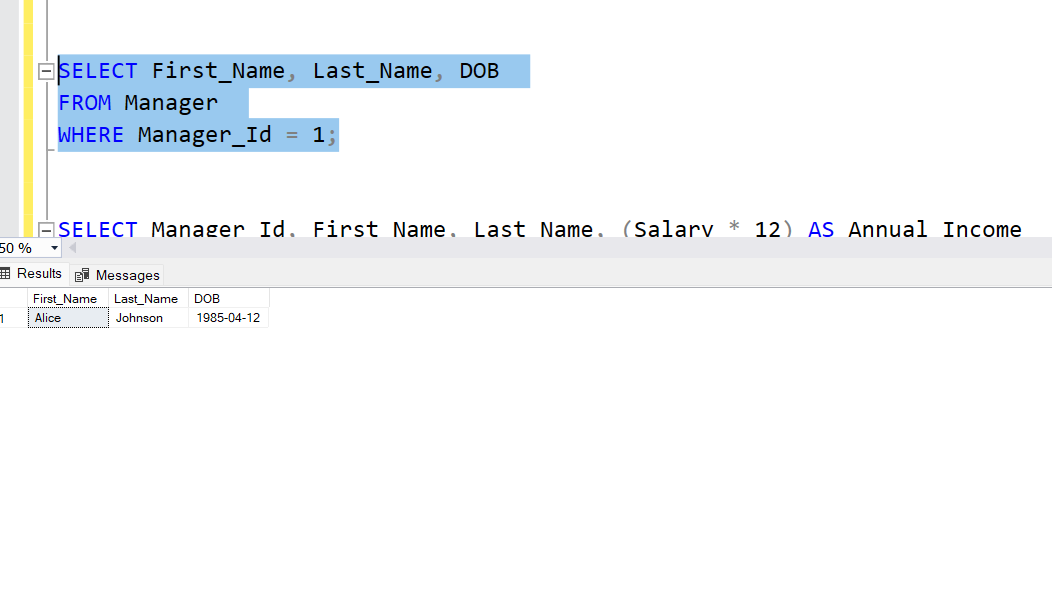 SELECT First_Name, Last_Name, DOB
FROM Manager
WHERE Manager_Id = 1;
SELECT Manager_Id, First_Name, Last_Name, (Salary * 12) AS Annual_Income
50 %
Results Messages
First_Name Last_Name DOB
1 Alice Johnson 1985-04-12